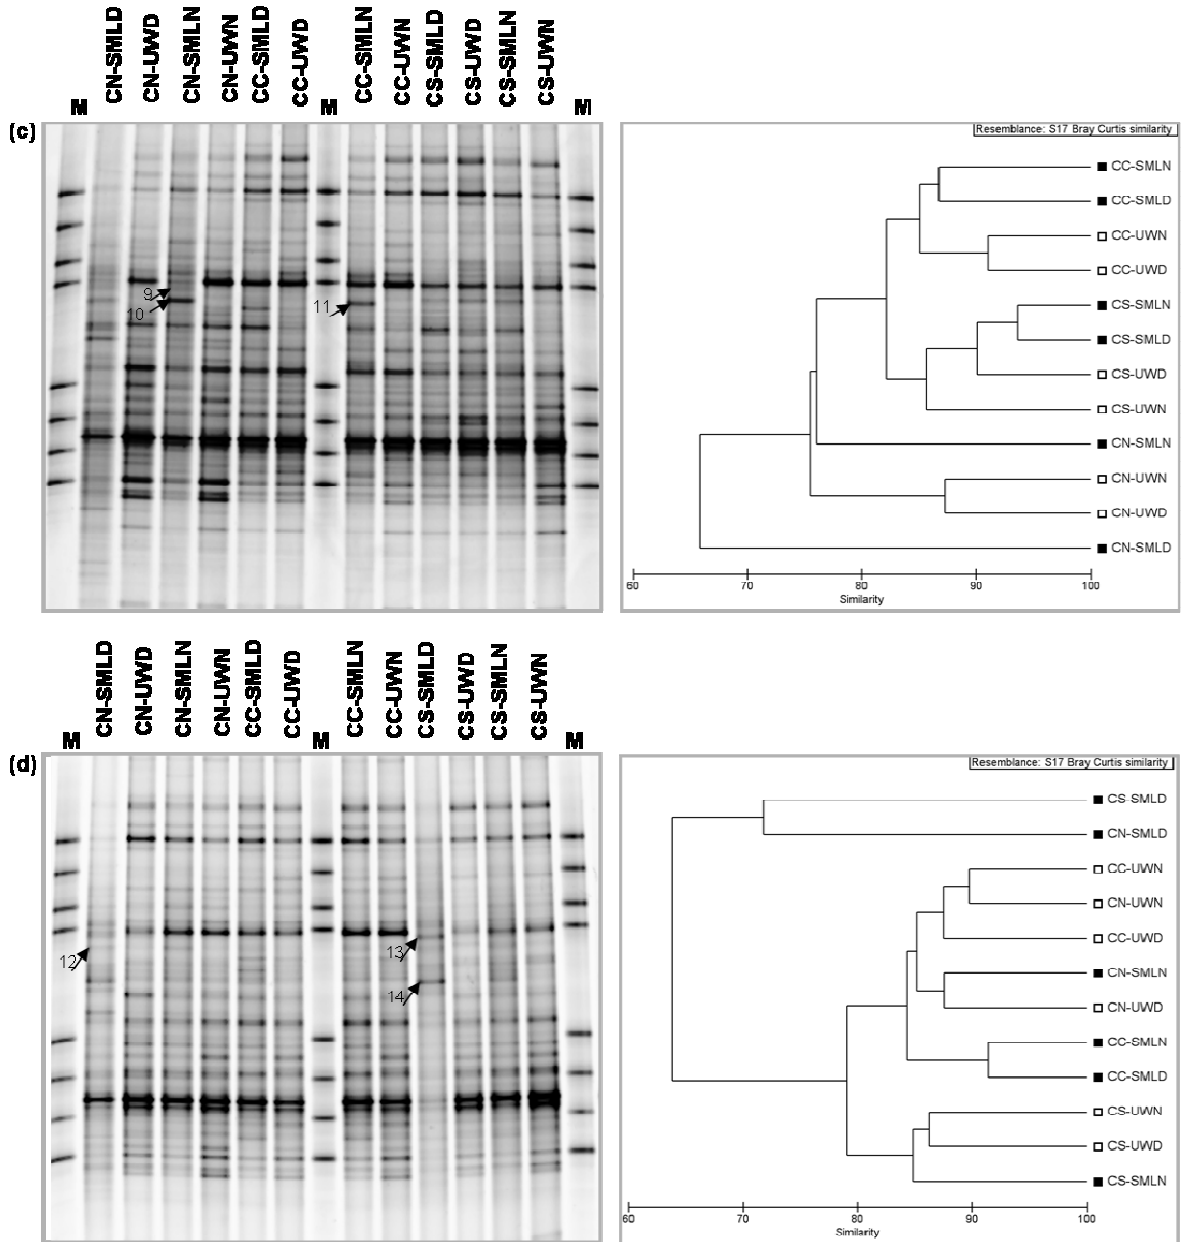 CN-SMLD
CN-UWD
CN-SMLN
CN-UWN
CC-SMLD
CC-UWD
CC-SMLN
CC-UWN
CS-SMLD
CS-UWD
CS-SMLN
CS-UWN
M
M
M
(c)
9
10
11
Resemblance: S17 Bray Curtis similarity
CC-SMLN
CC-SMLD
CC-UWN
CC-UWD
CS-SMLN
CS-SMLD
CS-UWD
CS-UWN
CN-SMLN
CN-UWN
CN-UWD
CN-SMLD
60 70 80 90 100
Similarity
CN-SMLD
CN-UWD
CN-SMLN
CN-UWN
CC-SMLD
CC-UWD
CC-SMLN
CC-UWN
CS-SMLD
CS-UWD
CS-SMLN
CS-UWN
M
M
M
(d)
12
13
14
Resemblance: S17 Bray Curtis similarity
CS-SMLD
CN-SMLD
CC-UWN
CN-UWN
CC-UWD
CN-SMLN
CN-UWD
CC-SMLN
CC-SMLD
CS-UWN
CS-UWD
CS-SMLN
60 70 80 90 100
Similarity